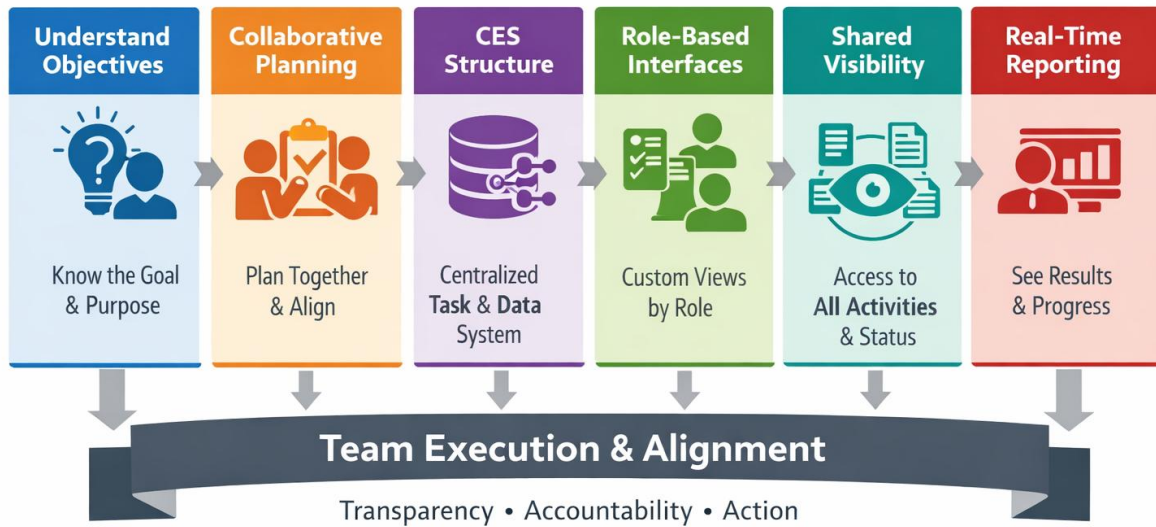 Understand
Objectives
Collaborative
Planning
CES
Structure
Role-Based
Interfaces
Shared
Visibility
Real-Time
Reporting
?
Know the Goal
& Purpose
Plan Together
& Align
Centralized
Task & Data
System
Custom Views
by Role
Access to
All Activities
& Status
See Results
& Progress
Team Execution & Alignment
Transparency • Accountability • Action